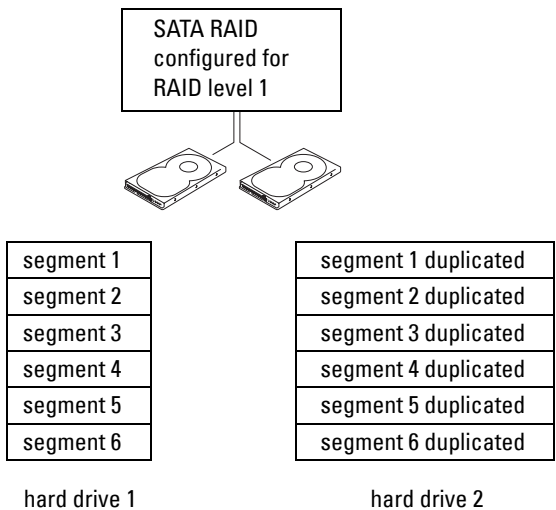 SATA RAID
configured for
RAID level 1
segment 1
segment 2
segment 3
segment 4
segment 5
segment 6
hard drive 1
segment 1 duplicated
segment 2 duplicated
segment 3 duplicated
segment 4 duplicated
segment 5 duplicated
segment 6 duplicated
hard drive 2